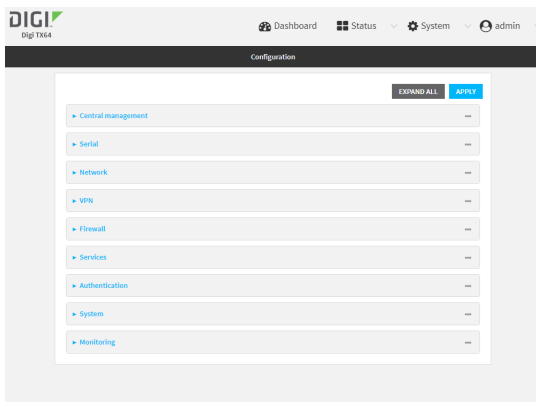 DIGI
Digi TX64
Dashboard Status System admin
Configuration
EXPAND ALL APPLY
Central management
Serial
Network
VPN
Firewall
Services
Authentication
System
Monitoring